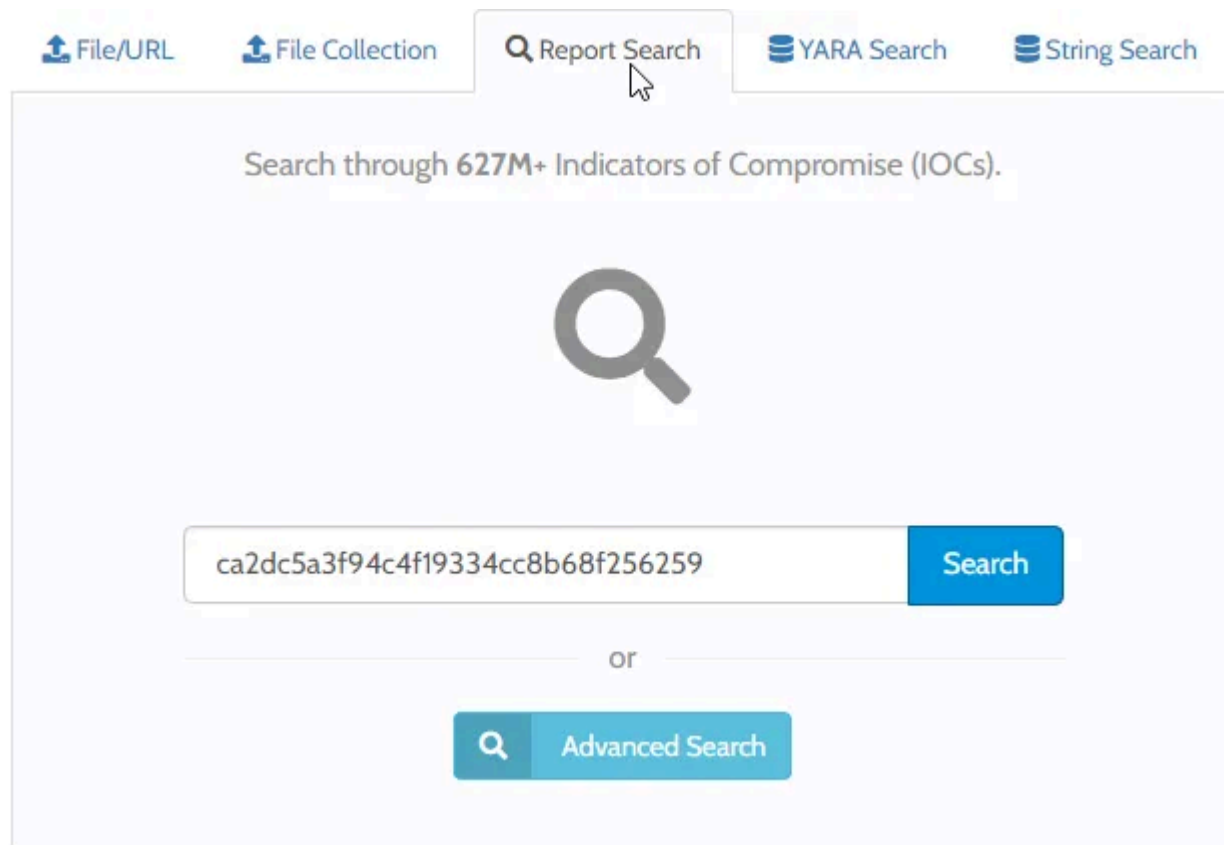 File/URL File Collection Report Search YARA Search String Search
Search through 627M+ Indicators of Compromise (IOCs).
ca2dc5a3f94c4f19334cc8b68f256259 Search
or
Advanced Search